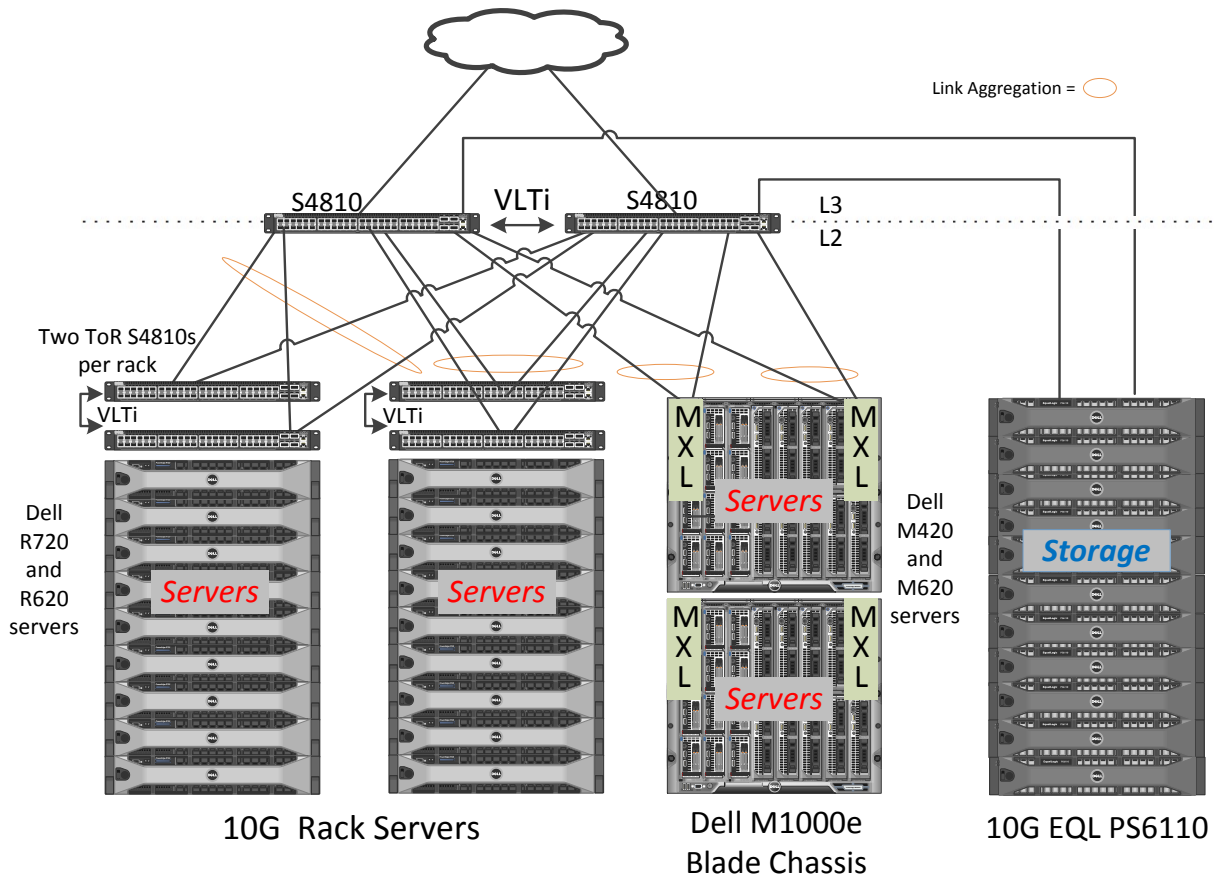 Link Aggregation =
S4810
VLTi
S4810
L3
L2
Two ToR S4810s
per rack
VLTi
VLTi
Dell
R720
and
R620
servers
Servers
Servers
M
X
L
Servers
M
X
L
M
X
L
Servers
M
X
L
Dell
M420
and
M620
servers
Storage
10G Rack Servers
Dell M1000e
Blade Chassis
10G EQL PS6110